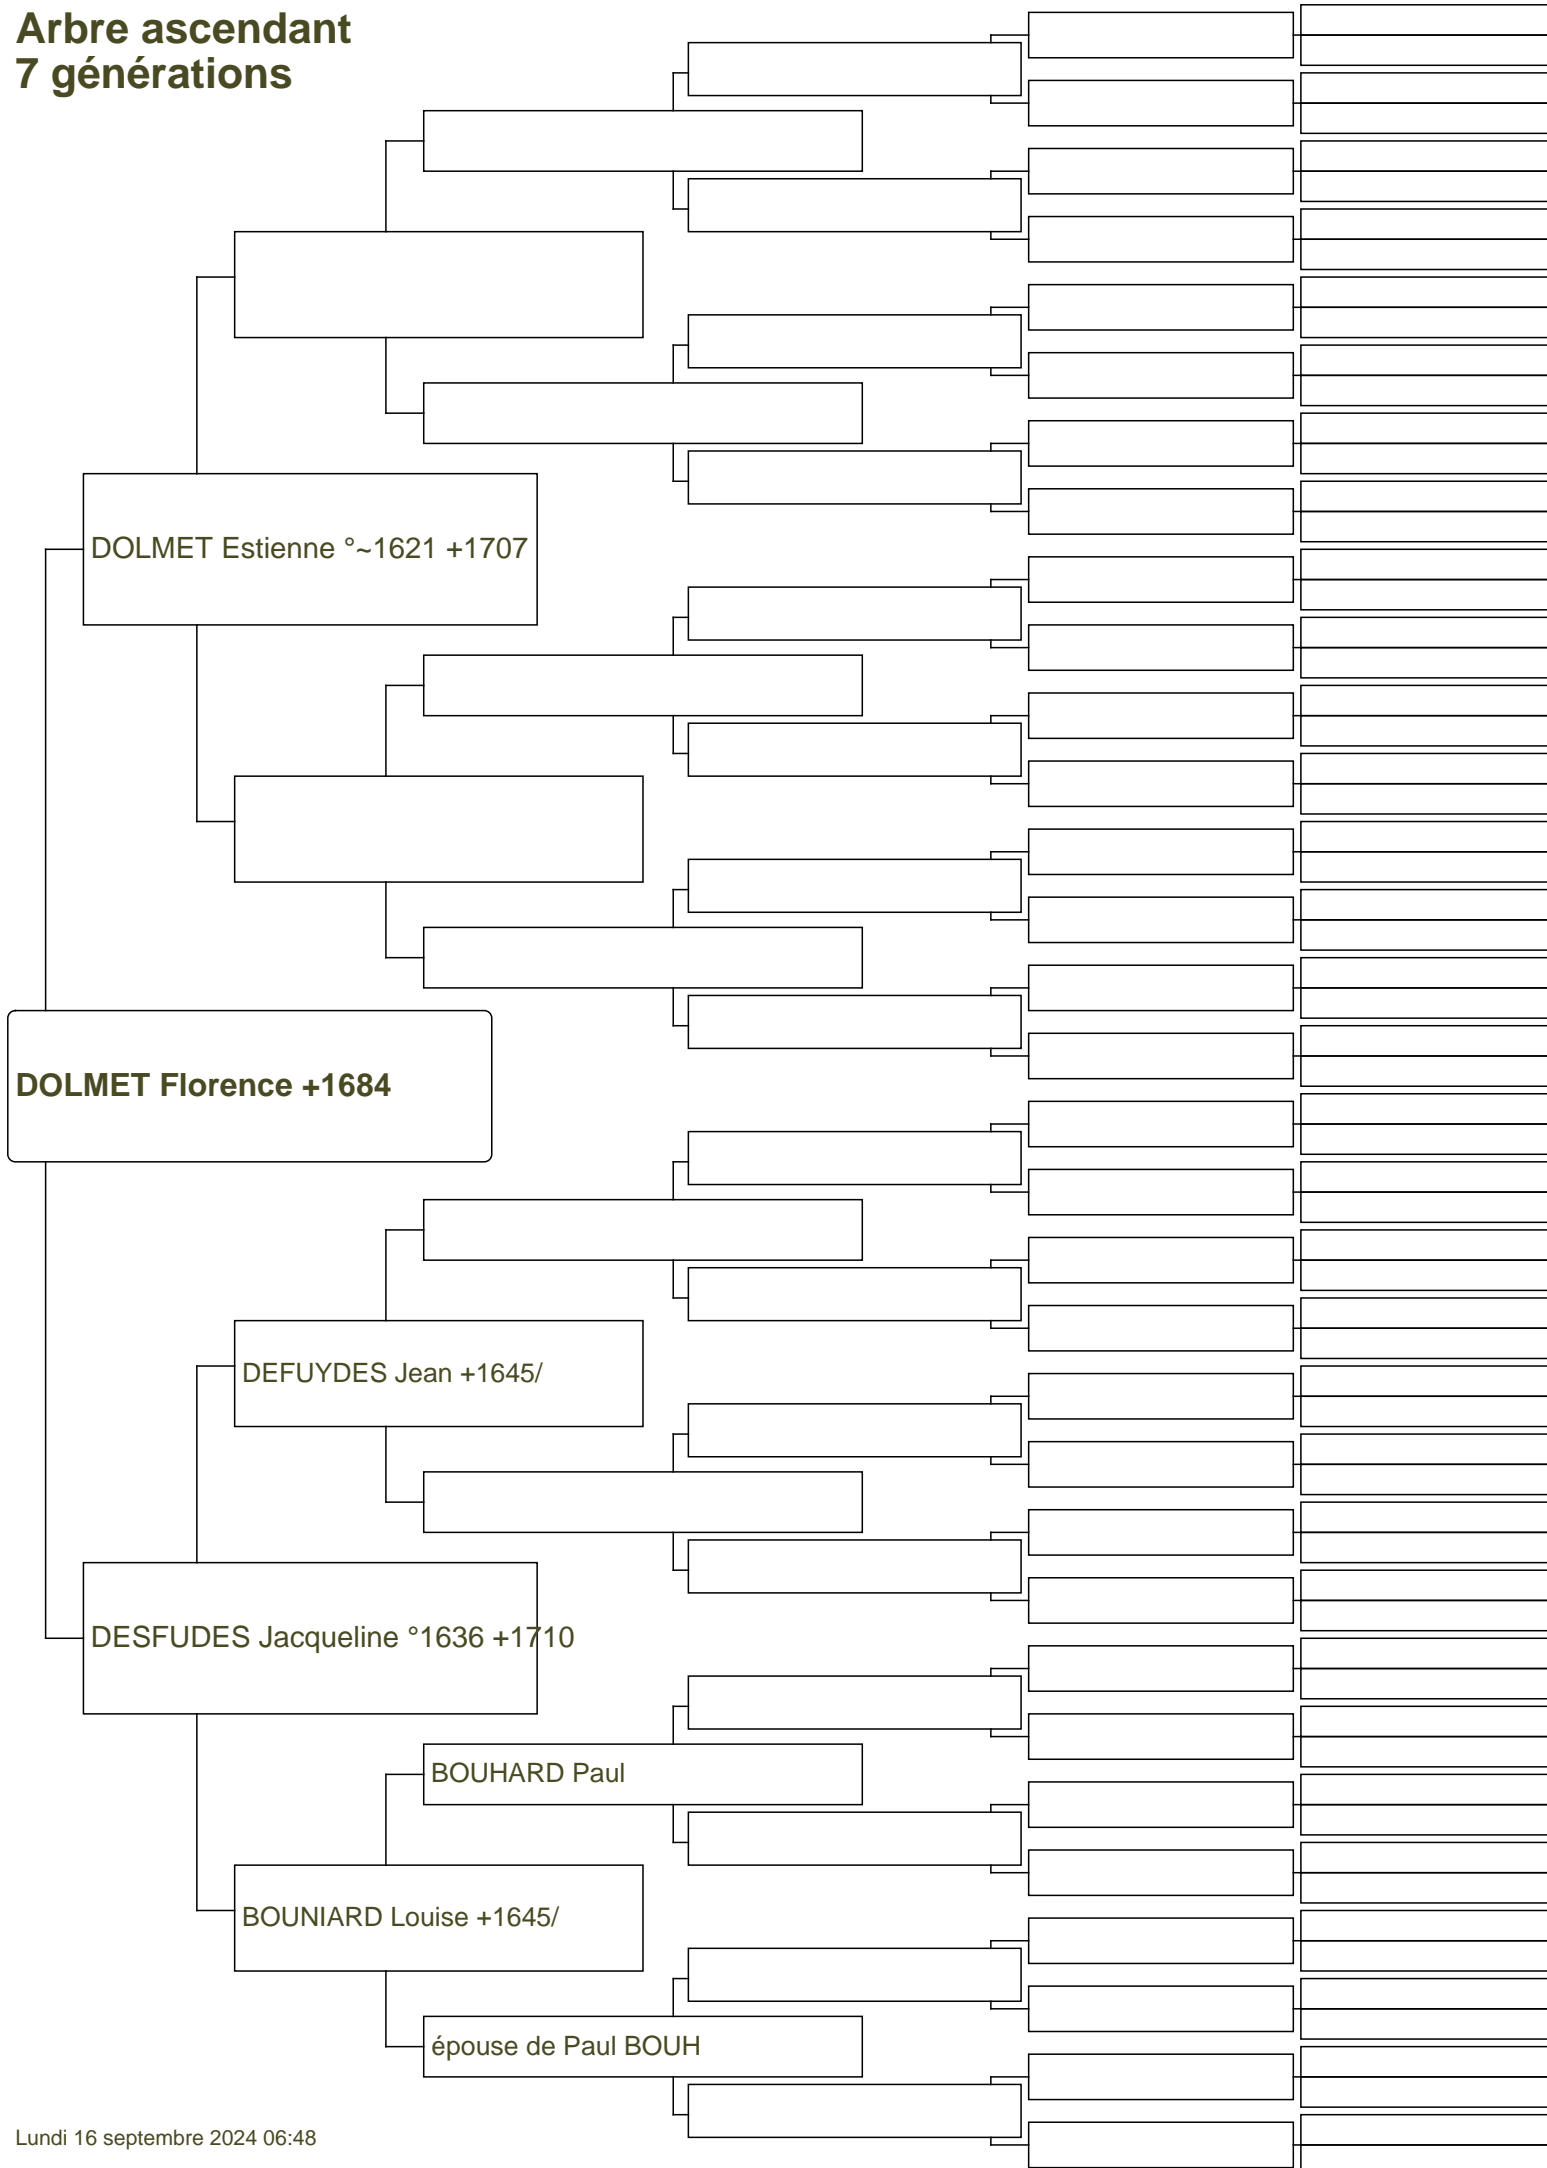 Arbre ascendant
7 générations
DOLMET Estienne °~1621 +1707
DOLMET Florence +1684
DEFUYDES Jean +1645/
DESFUDES Jacqueline °1636 +1710
BOUHARD Paul
BOUNIARD Louise +1645/
épouse de Paul BOUH
Lundi 16 septembre 2024 06:48